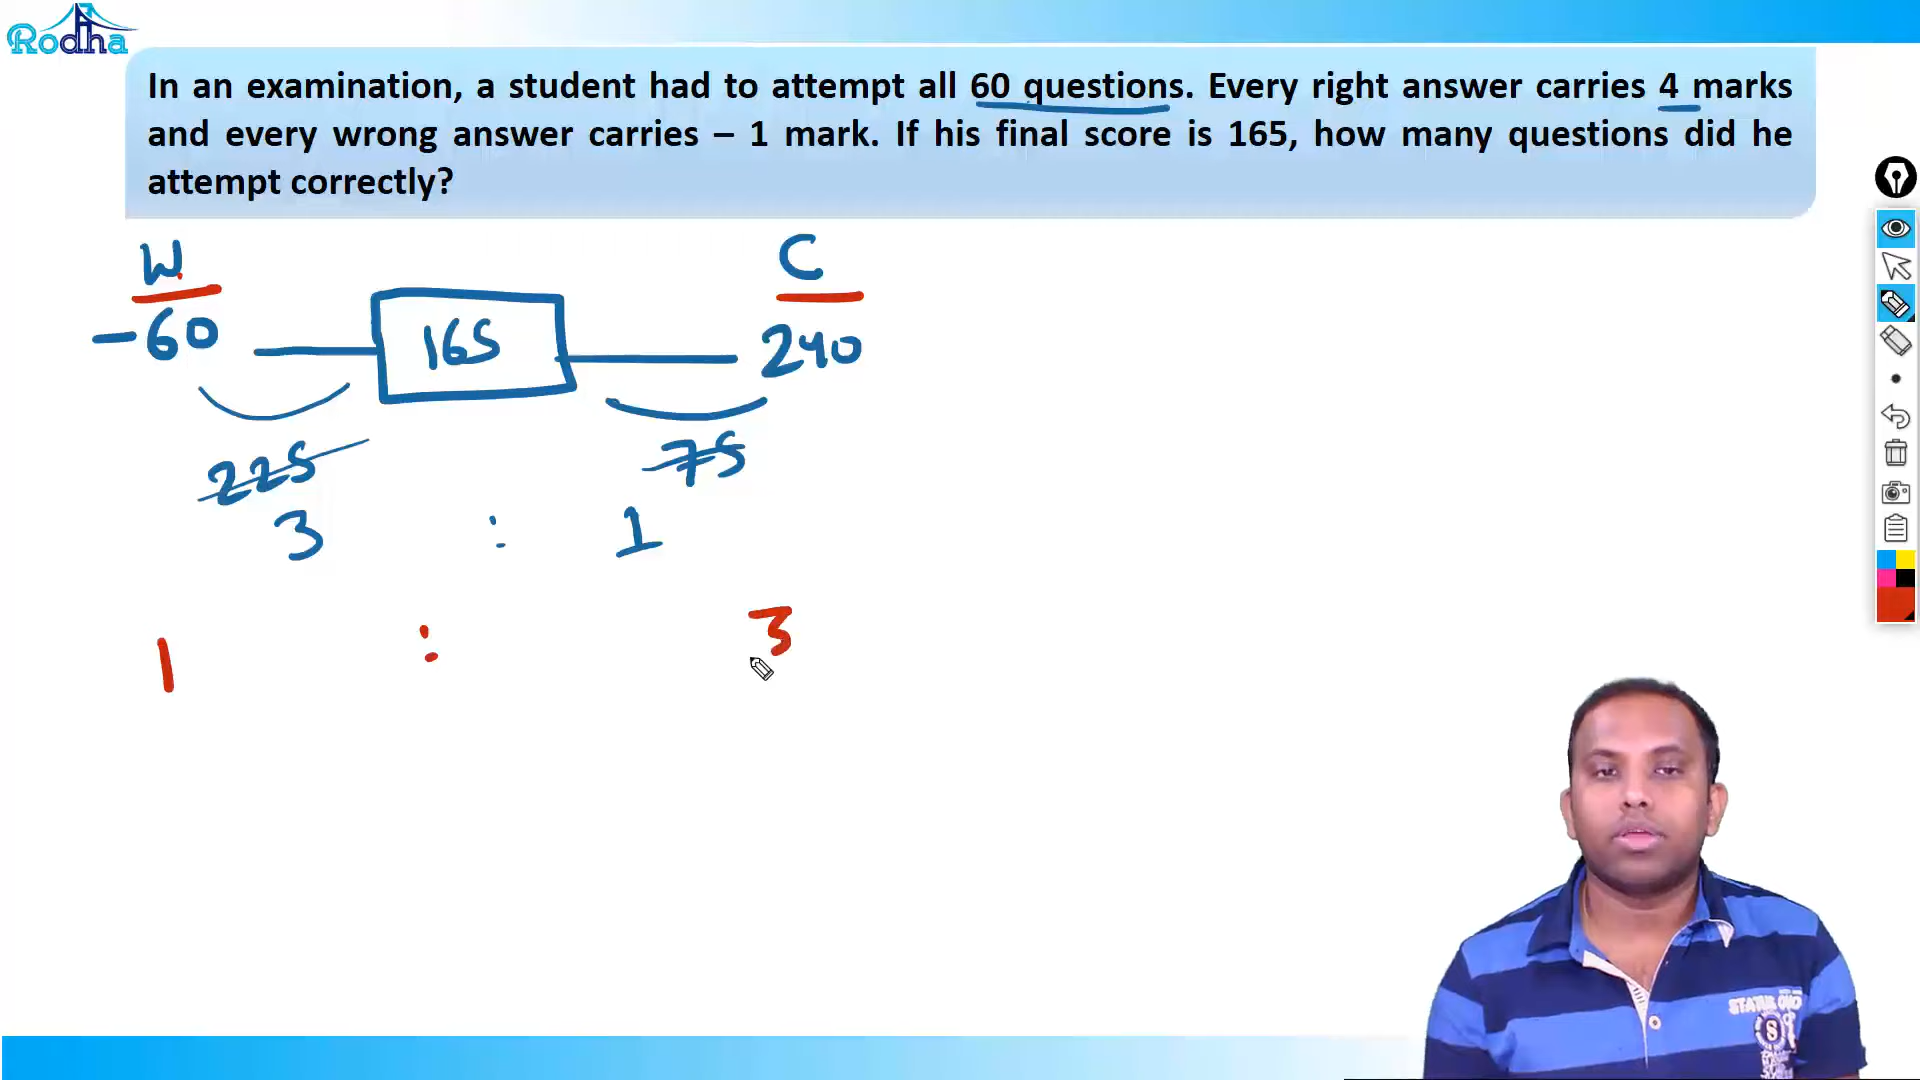 Rodha
In an examination, a student had to attempt all 60 questions. Every right answer carries 4 marks
and every wrong answer carries – 1 mark. If his final score is 165, how many questions did he
attempt correctly?
W C
-60 165 240
225 75
3 : 1
1 : 3